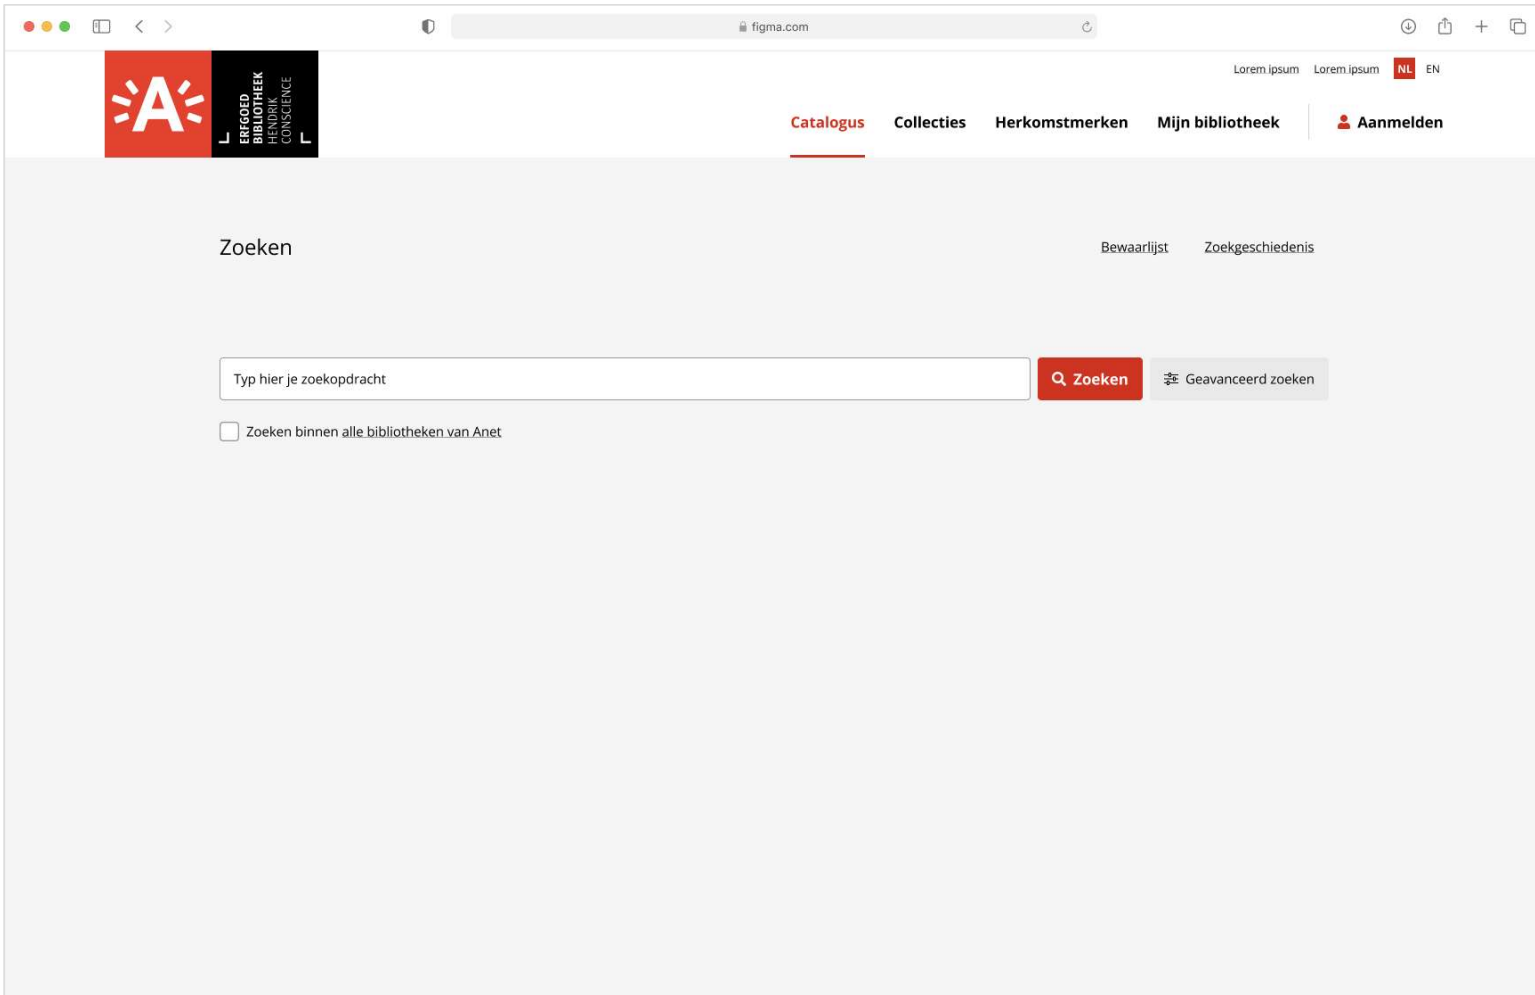 figma.com
Lorem ipsum Lorem ipsum NL EN
A
ERFGOED
BIBLIOTHEEK
HENDRIK
CONSCIENCE
Catalogus Collecties Herkomstmerken Mijn bibliotheek Aanmelden
Zoeken Bewaarlijst Zoekgeschiedenis
Typ hier je zoekopdracht Zoeken Geavanceerd zoeken
Zoeken binnen alle bibliotheken van Anet